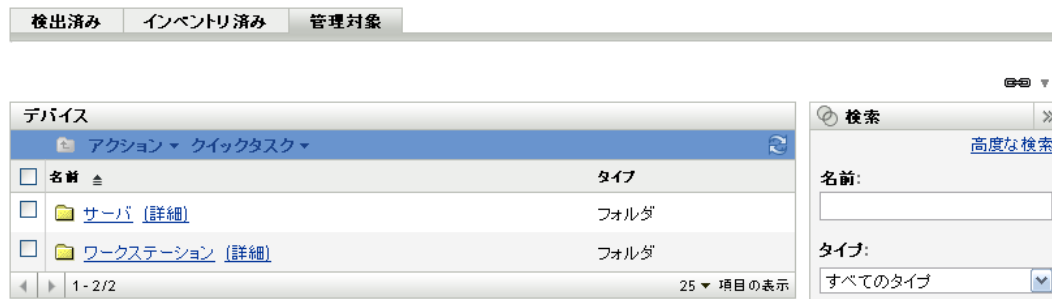 検出済み インベントリ済み 管理対象
デバイス
アクション クイックタスク
名前 タイプ
サーバ (詳細) フォルダ
ワークステーション (詳細) フォルダ
1 - 2/2 25 項目の表示
検索
高度な検索
名前:
タイプ:
すべてのタイプ